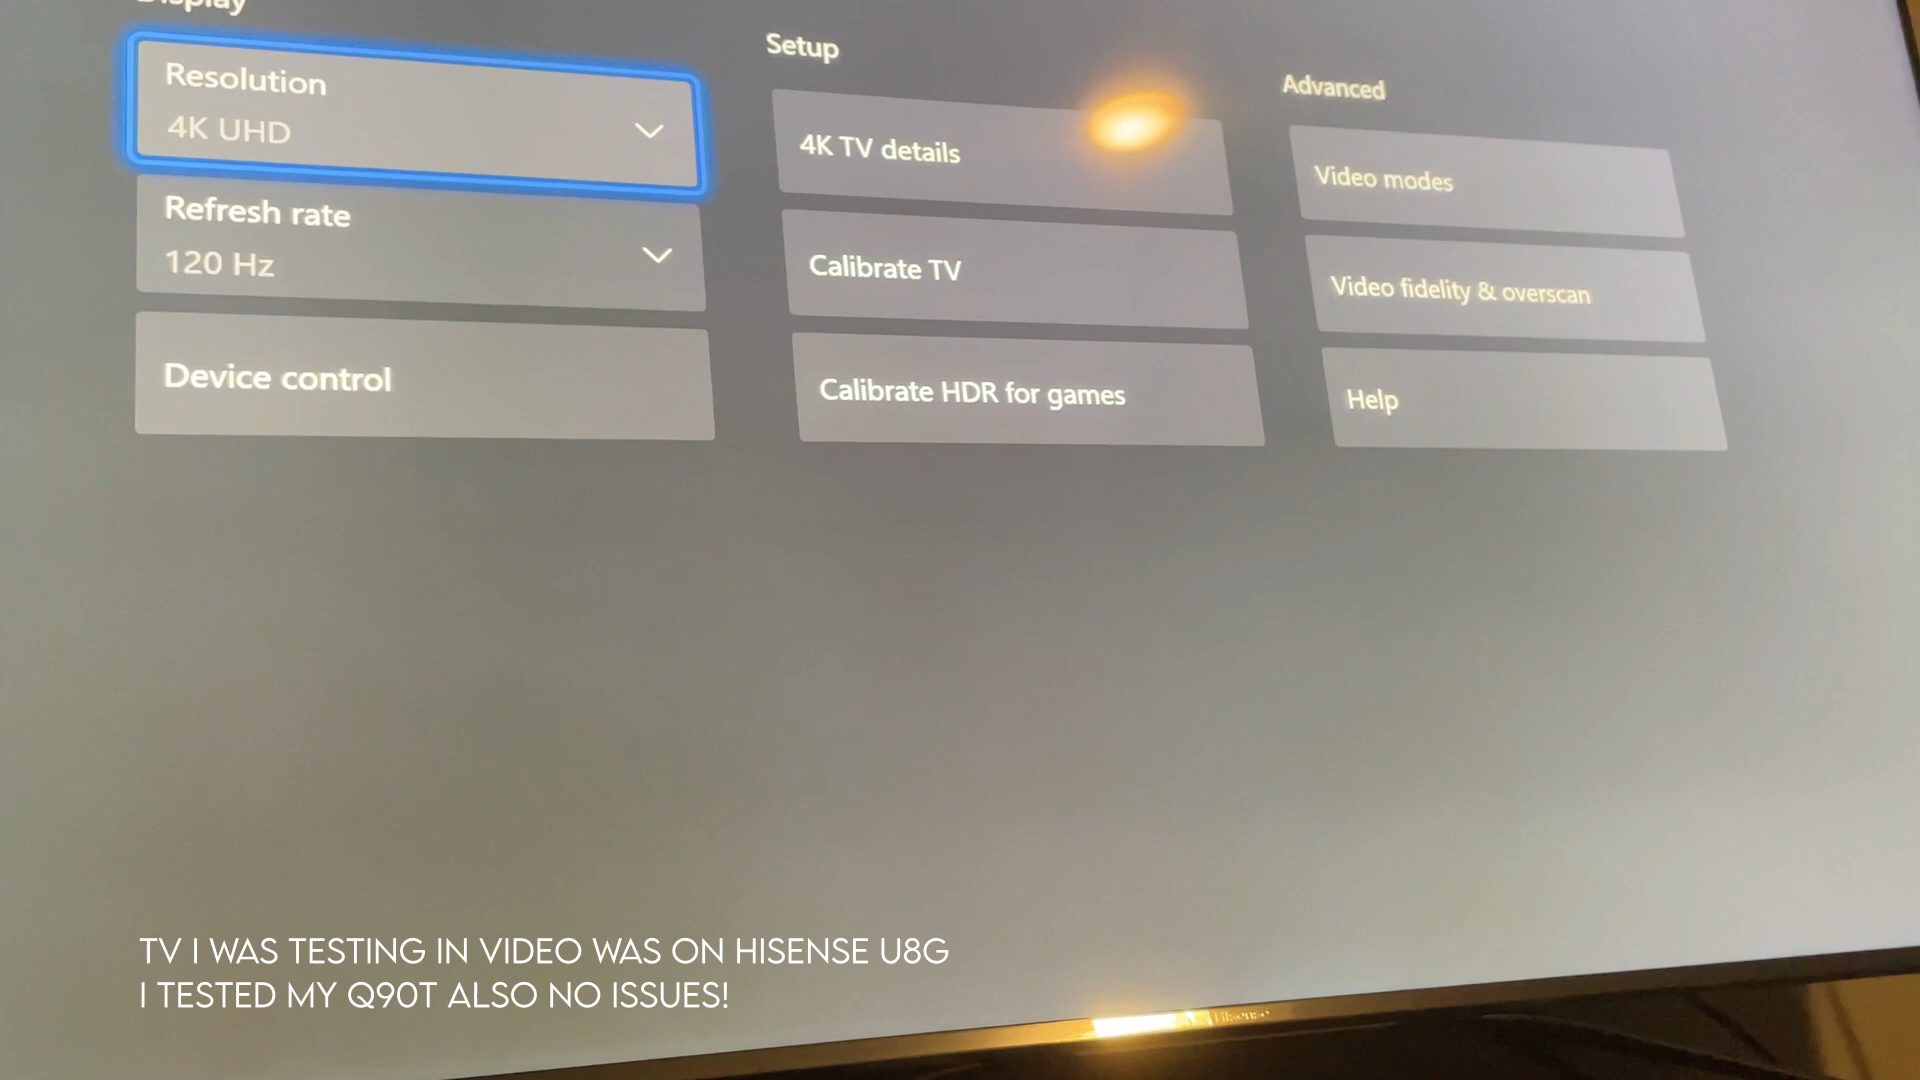 Display
Setup
Advanced
Resolution
4K UHD
Refresh rate
120 Hz
Device control
4K TV details
Calibrate TV
Calibrate HDR for games
Video modes
Video fidelity & overscan
Help
TV I WAS TESTING IN VIDEO WAS ON HISENSE U8G
I TESTED MY Q90T ALSO NO ISSUES!
Hisense